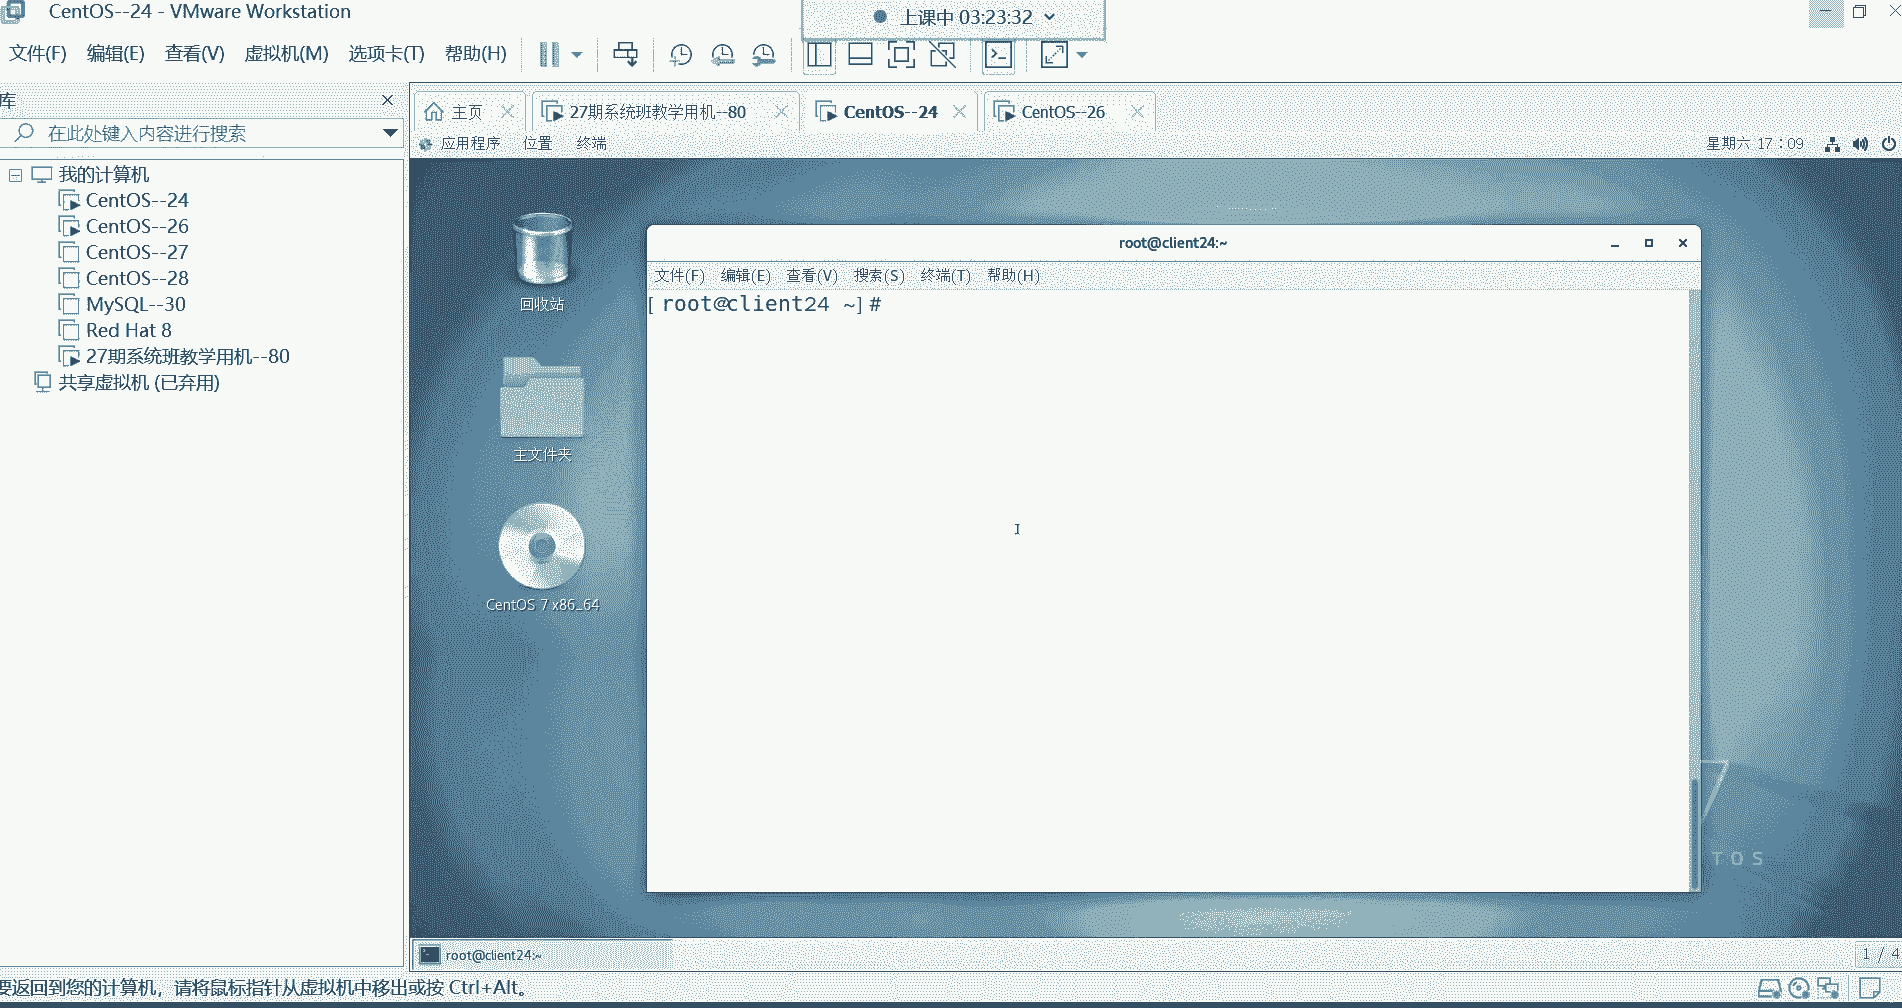 CentOS--24 - VMware Workstation
上课中 03:23:32
文件(F) 编辑(E) 查看(V) 虚拟机(M) 选项卡(T) 帮助(H)
库
在此处键入内容进行搜索
我的计算机
CentOS--24
CentOS--26
CentOS--27
CentOS--28
MySQL--30
Red Hat 8
27期系统班教学用机--80
共享虚拟机 (已弃用)
主页 27期系统班教学用机--80 CentOS--24 CentOS--26
应用程序 位置 终端 星期六 17：09
回收站
主文件夹
CentOS 7 x86_64
root@client24:~
文件(F) 编辑(E) 查看(V) 搜索(S) 终端(T) 帮助(H)
[root@client24 ~]#
7
TOS
root@client24:~ 1 / 4
要返回到您的计算机，请将鼠标指针从虚拟机中移出或按 Ctrl+Alt。